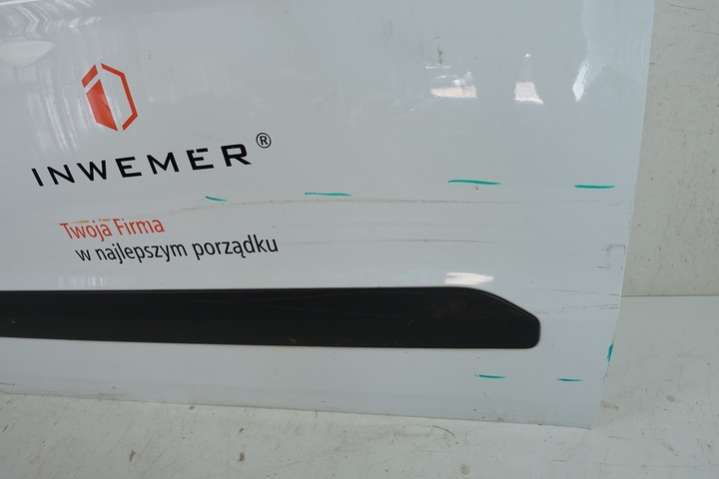 INWEMER®
Twoja Firma
w najlepszym porządku